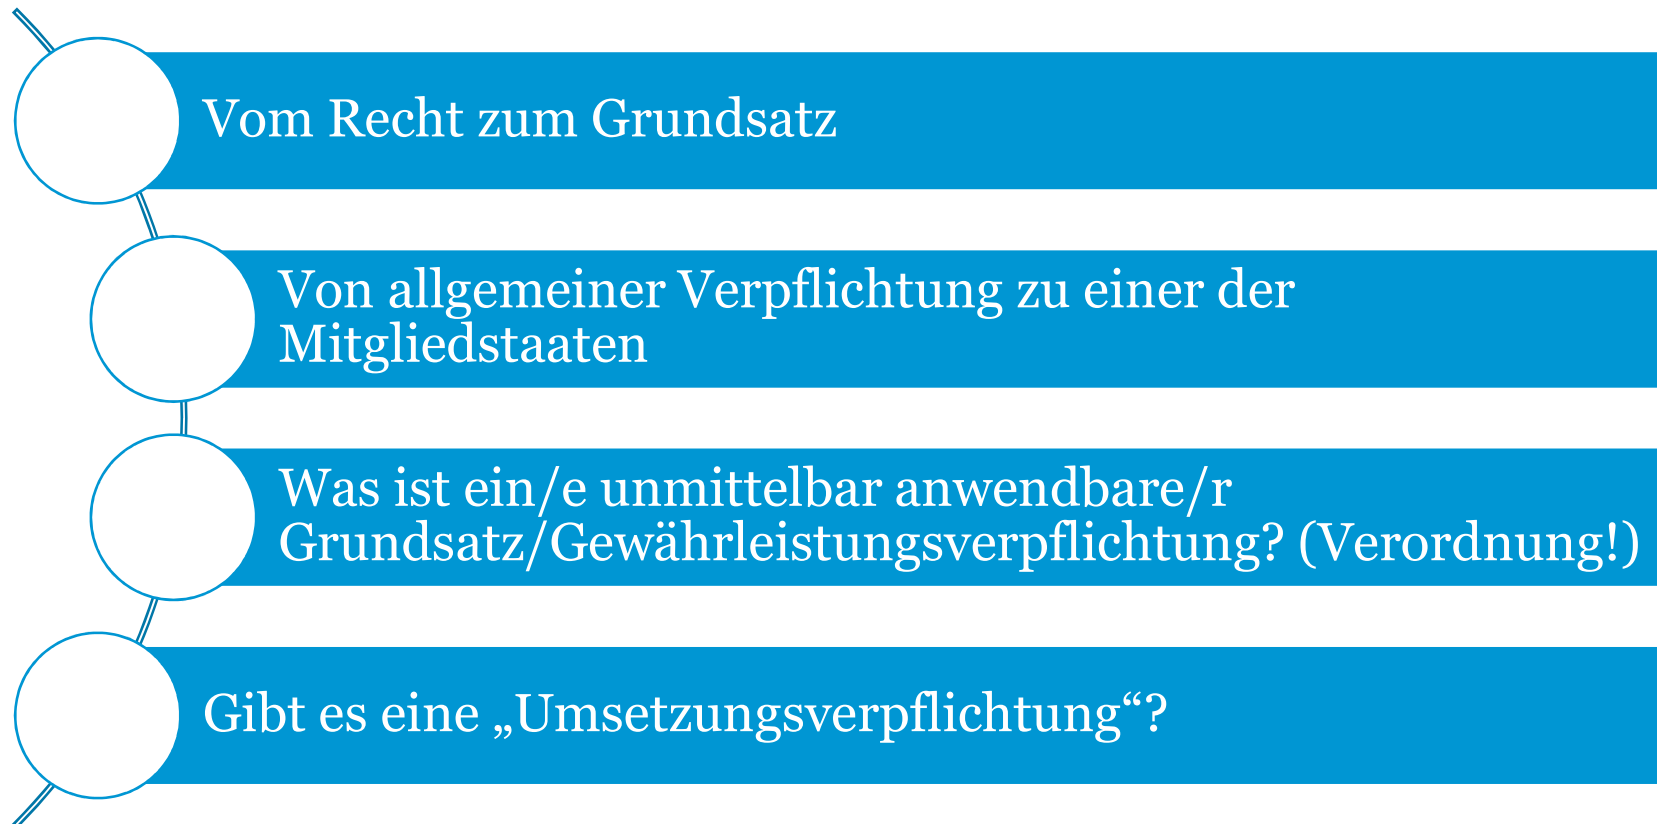 Vom Recht zum Grundsatz
Von allgemeiner Verpflichtung zu einer der
Mitgliedstaaten
Was ist ein/e unmittelbar anwendbare/r
Grundsatz/Gewährleistungsverpflichtung? (Verordnung!)
Gibt es eine „Umsetzungsverpflichtung“?